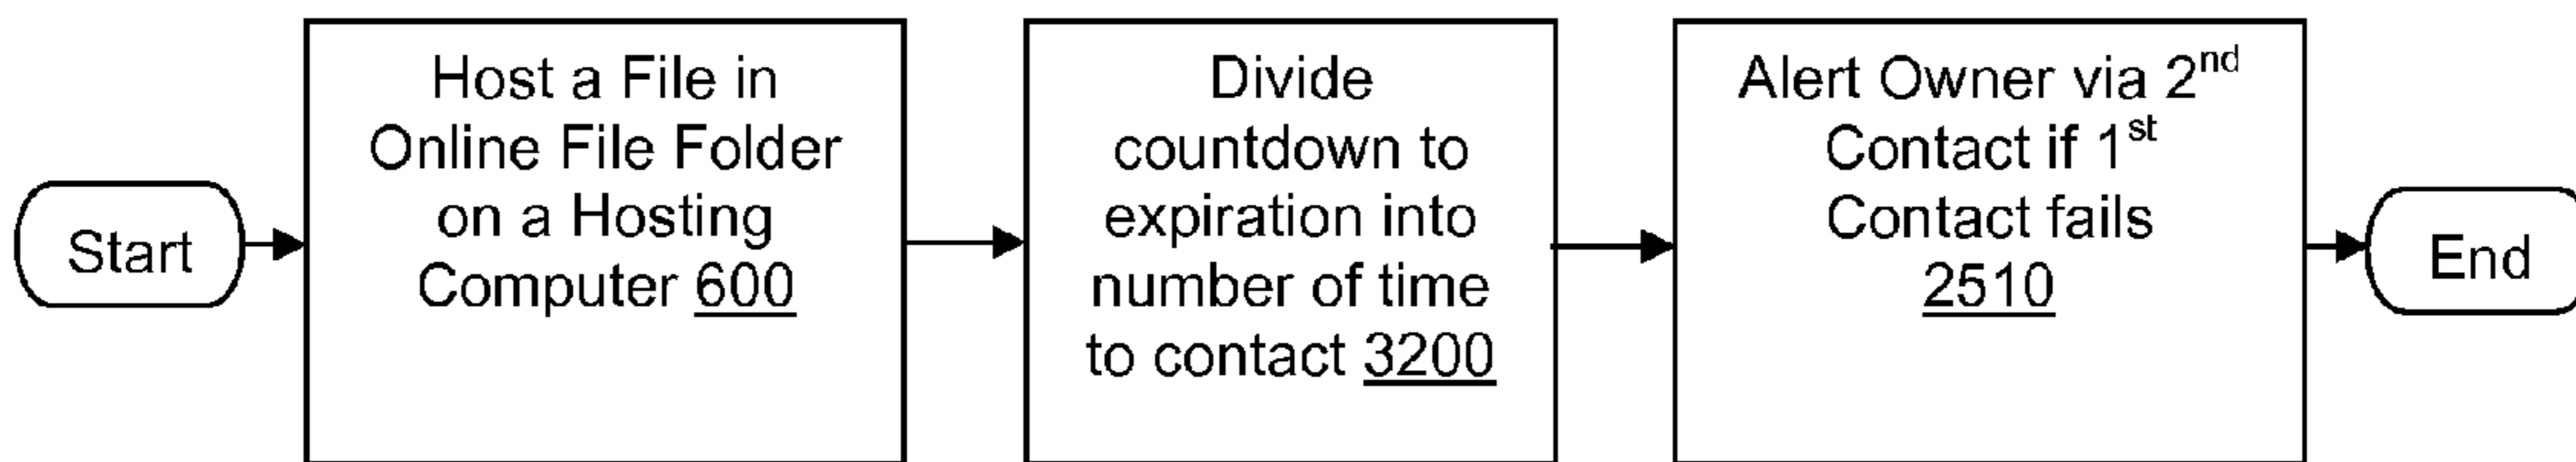 Start
Host a File in
Online File Folder
on a Hosting
Computer 600
Divide
countdown to
expiration into
number of time
to contact 3200
Alert Owner via 2nd
Contact if 1st
Contact fails
2510
End